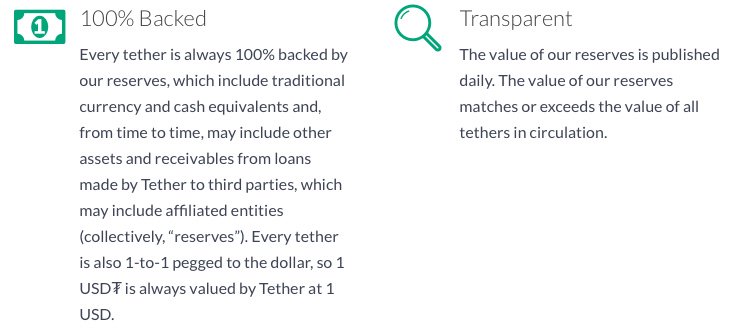 100% Backed
Every tether is always 100% backed by
our reserves, which include traditional
currency and cash equivalents and,
from time to time, may include other
assets and receivables from loans
made by Tether to third parties, which
may include affiliated entities
(collectively, “reserves”). Every tether
is also 1-to-1 pegged to the dollar, so 1
USD₮ is always valued by Tether at 1
USD.
Transparent
The value of our reserves is published
daily. The value of our reserves
matches or exceeds the value of all
tethers in circulation.
1